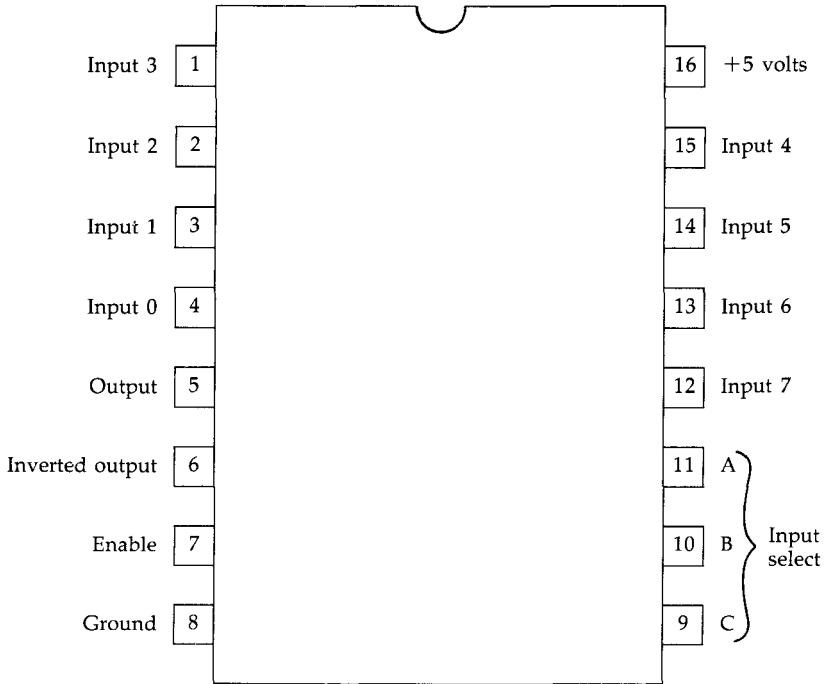 Input 3 1
16 +5 volts
Input 2 2
15 Input 4
Input 1 3
14 Input 5
Input 0 4
13 Input 6
Output 5
12 Input 7
Inverted output 6
11 A
Enable 7
10 B
Input
select
Ground 8
9 C